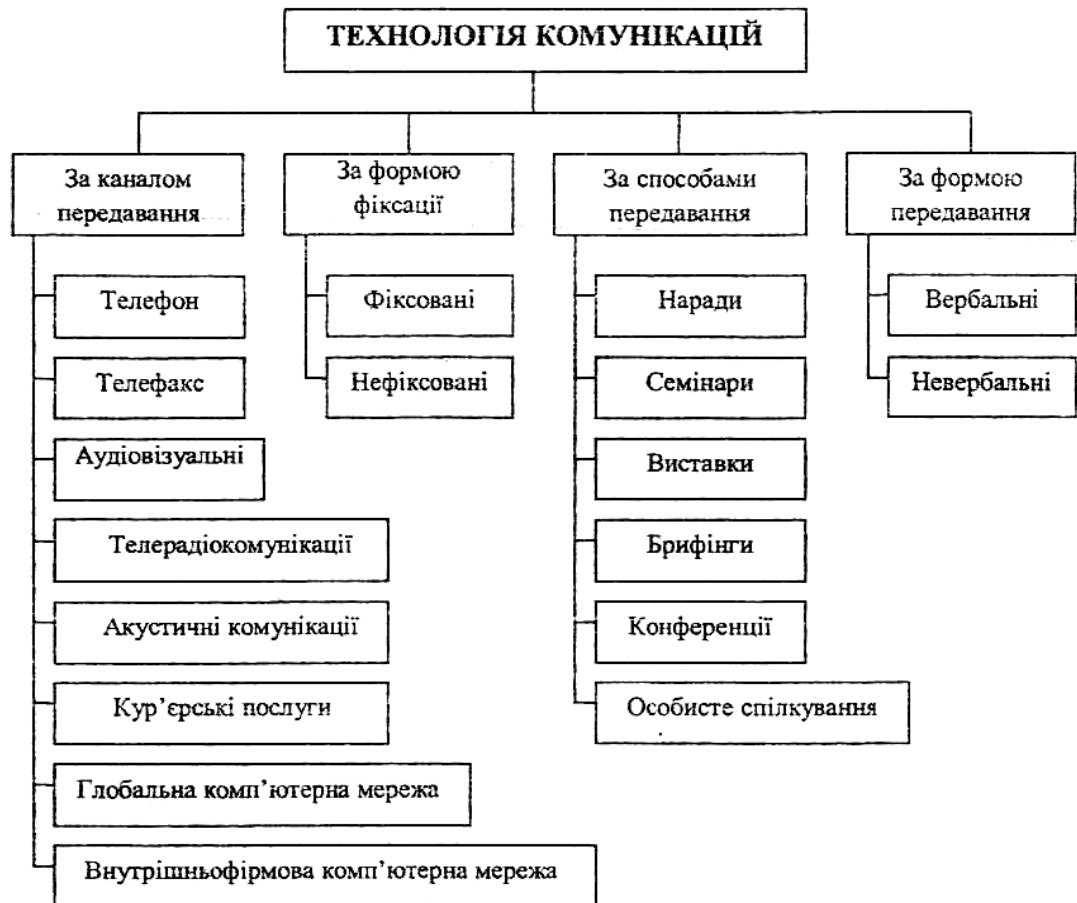 ТЕХНОЛОГІЯ КОМУНІКАЦІЙ
За каналом
передавання
Телефон
Телефакс
Аудіовізуальні
Телерадіокомунікації
Акустичні комунікації
Кур’єрські послуги
Глобальна комп’ютерна мережа
Внутрішньофірмова комп’ютерна мережа
За формою
фіксації
Фіксовані
Нефіксовані
За способами
передавання
Наради
Семінари
Виставки
Брифінги
Конференції
Особисте спілкування
За формою
передавання
Вербальні
Невербальні